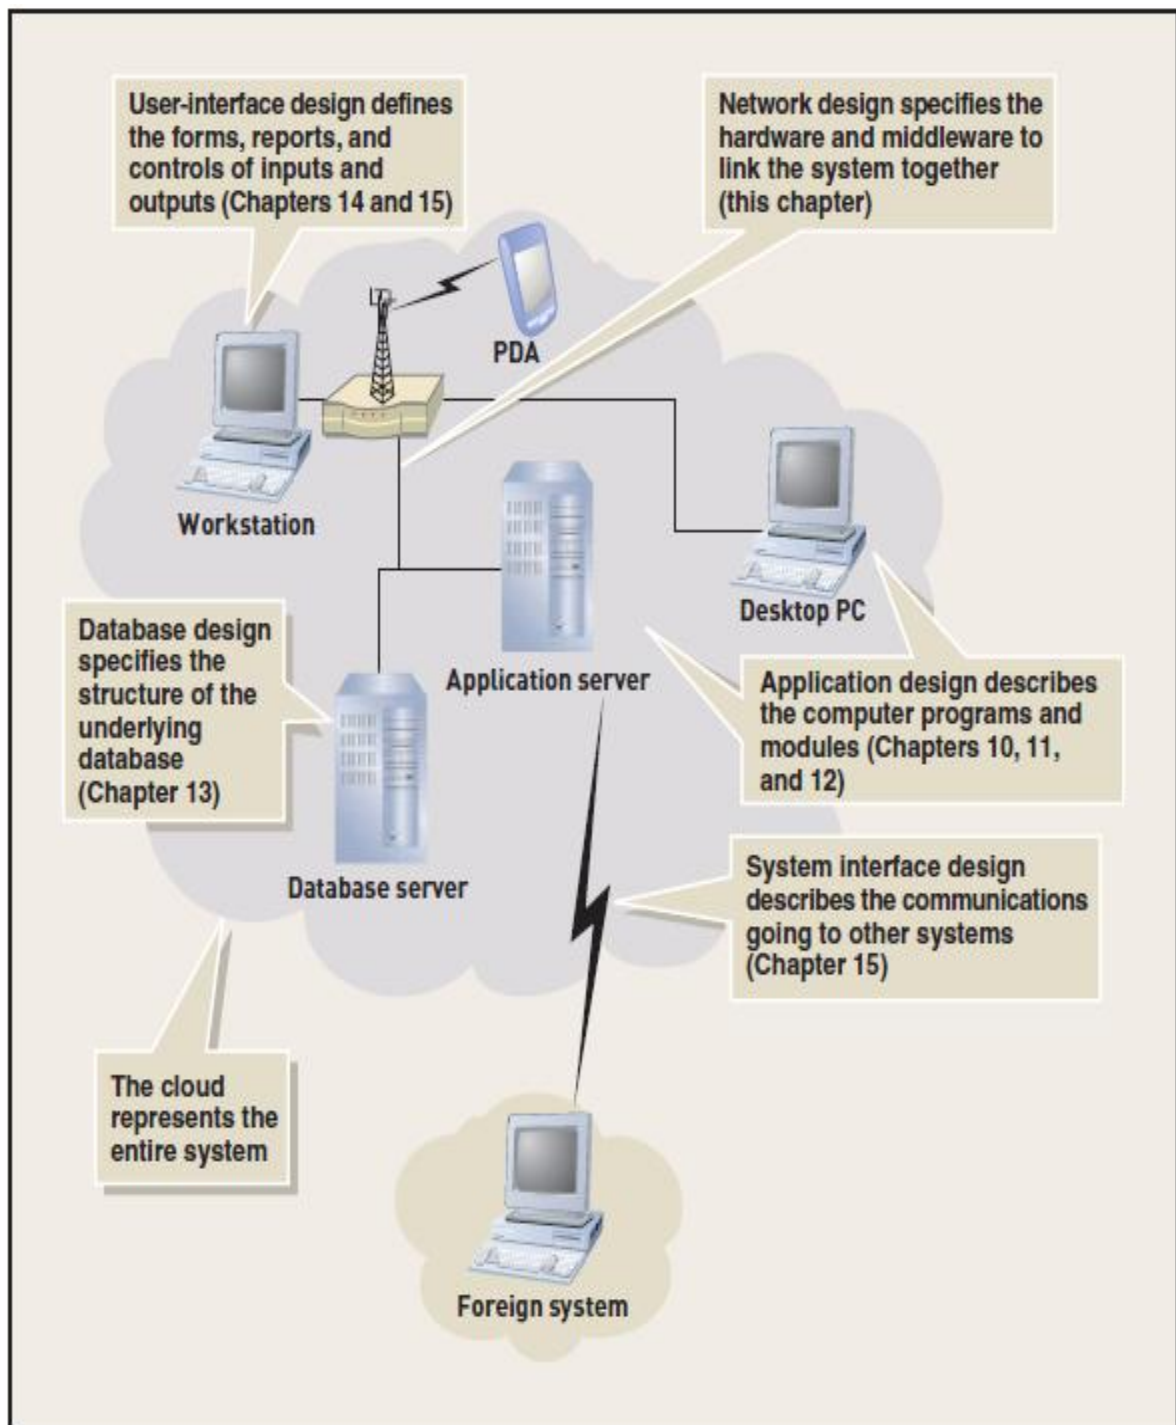 User-interface design defines
the forms, reports, and
controls of inputs and
outputs (Chapters 14 and 15)
Network design specifies the
hardware and middleware to
link the system together
(this chapter)
PDA
Workstation
Desktop PC
Application server
Database design
specifies the
structure of the
underlying
database
(Chapter 13)
Application design describes
the computer programs and
modules (Chapters 10, 11,
and 12)
Database server
System interface design
describes the communications
going to other systems
(Chapter 15)
The cloud
represents the
entire system
Foreign system